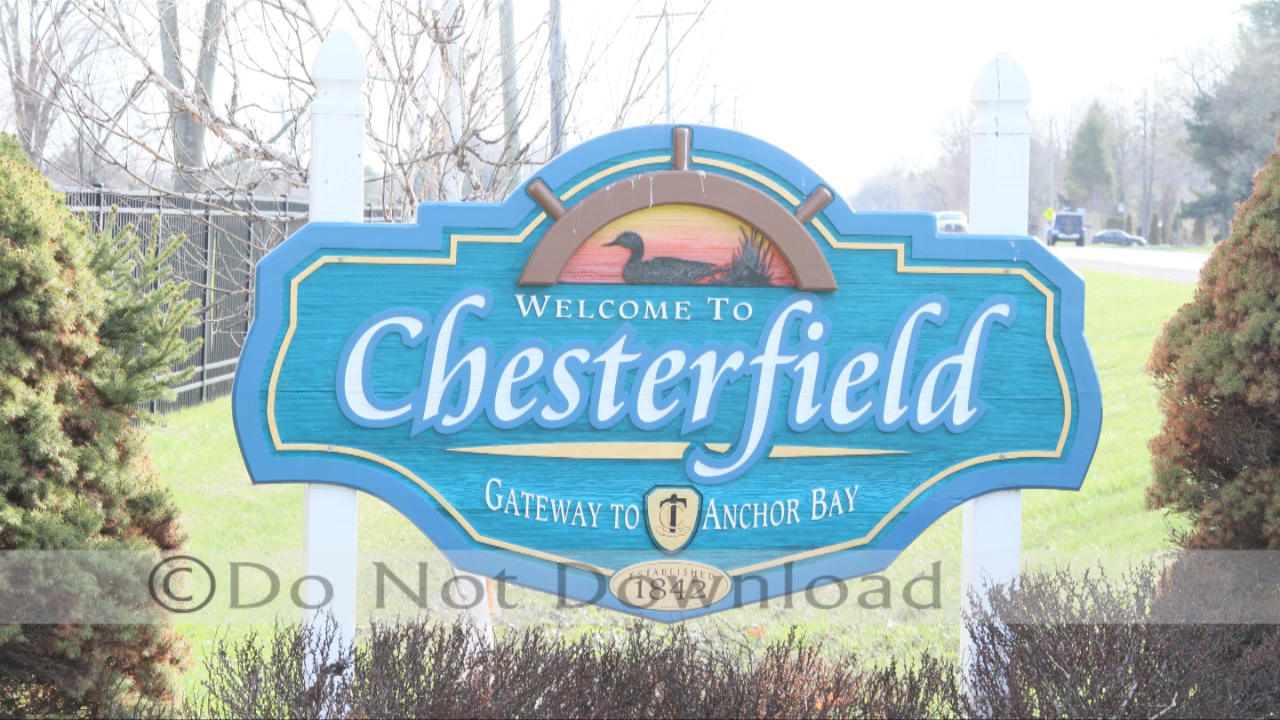 Welcome To
Chesterfield
Gateway to Anchor Bay
ESTABLISHED
1842
©Do Not Download